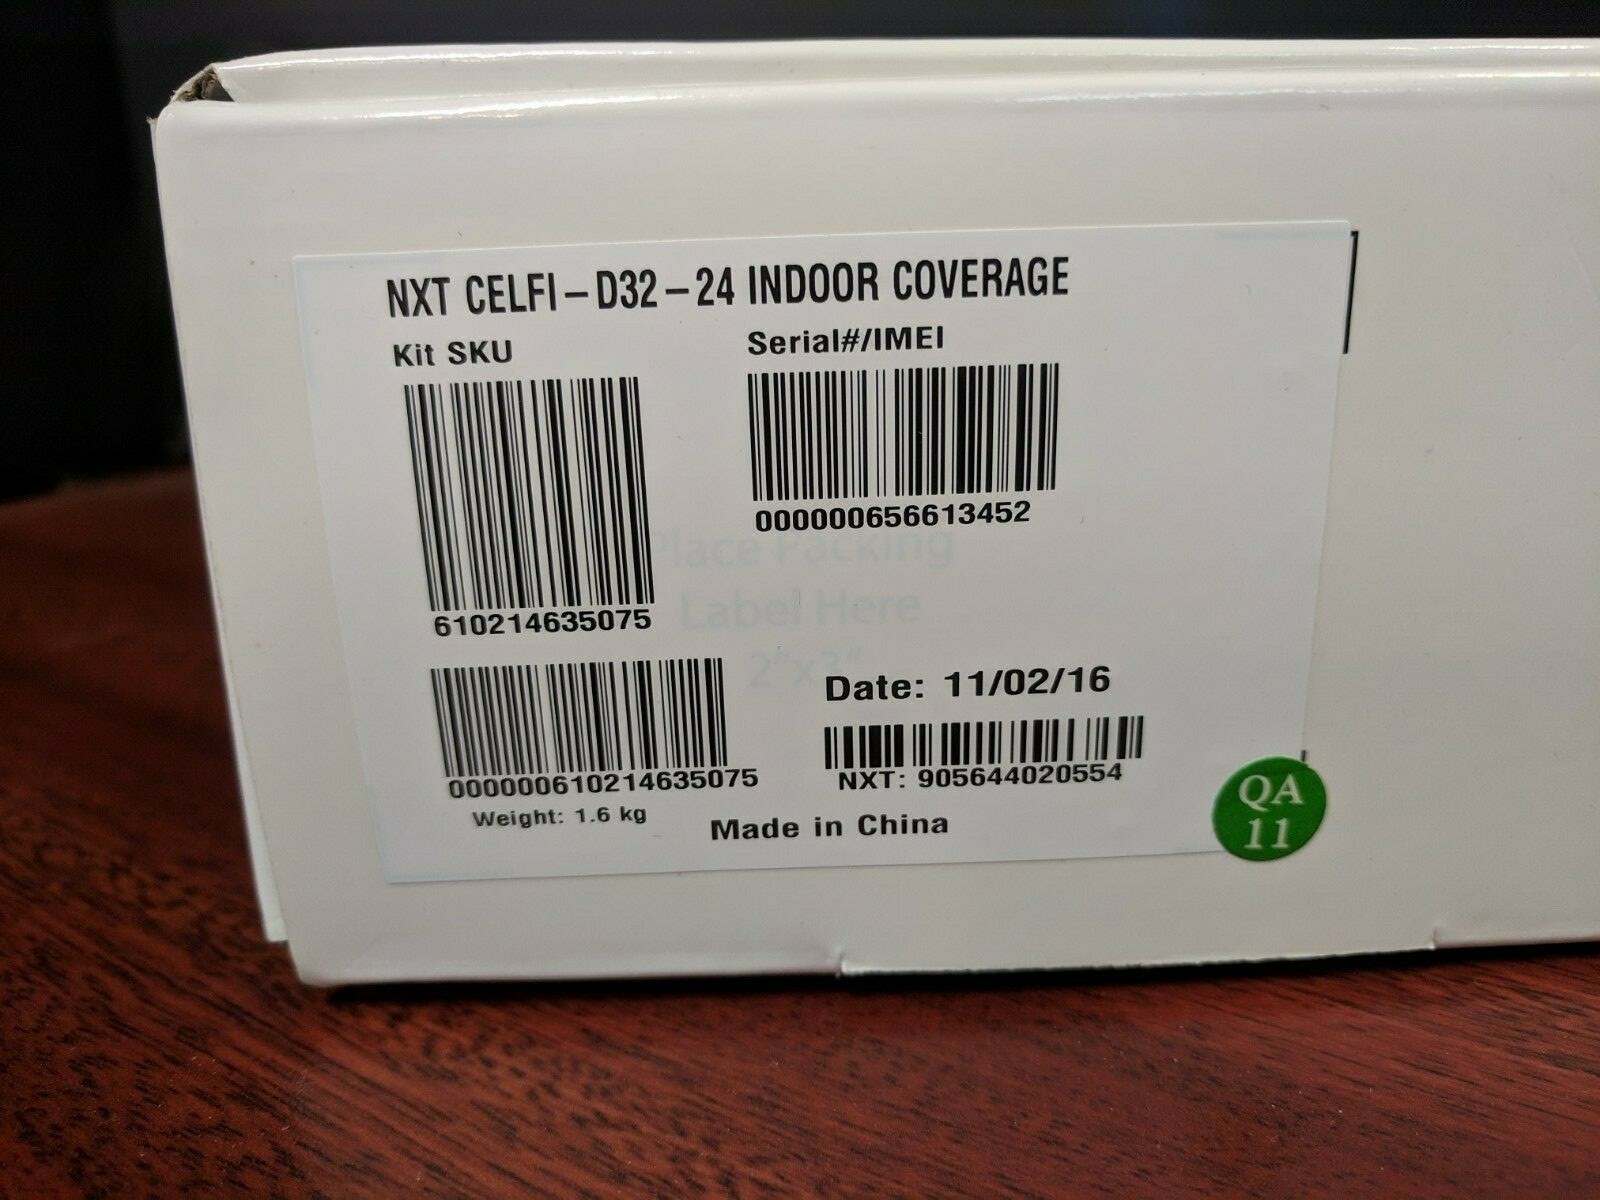 NXT CELFI – D32 – 24 INDOOR COVERAGE
Kit SKU
Serial#/IMEI
000000656613452
Place Packing
Label Here
2"x3"
610214635075
Date: 11/02/16
0000000610214635075
NXT: 905644020554
Weight: 1.6 kg
Made in China
QA
11